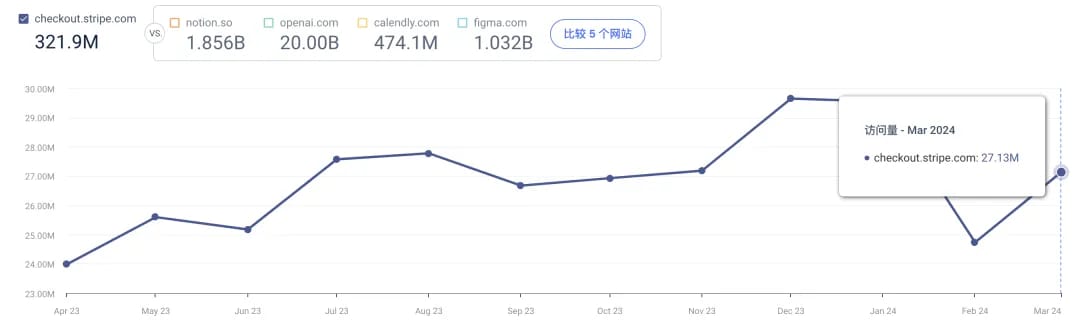 checkout.stripe.com
321.9M
VS.
notion.so
1.856B
openai.com
20.00B
calendly.com
474.1M
figma.com
1.032B
比较 5 个网站
30.00M
29.00M
28.00M
27.00M
26.00M
25.00M
24.00M
23.00M
访问量 - Mar 2024
checkout.stripe.com: 27.13M
Apr 23
May 23
Jun 23
Jul 23
Aug 23
Sep 23
Oct 23
Nov 23
Dec 23
Jan 24
Feb 24
Mar 24